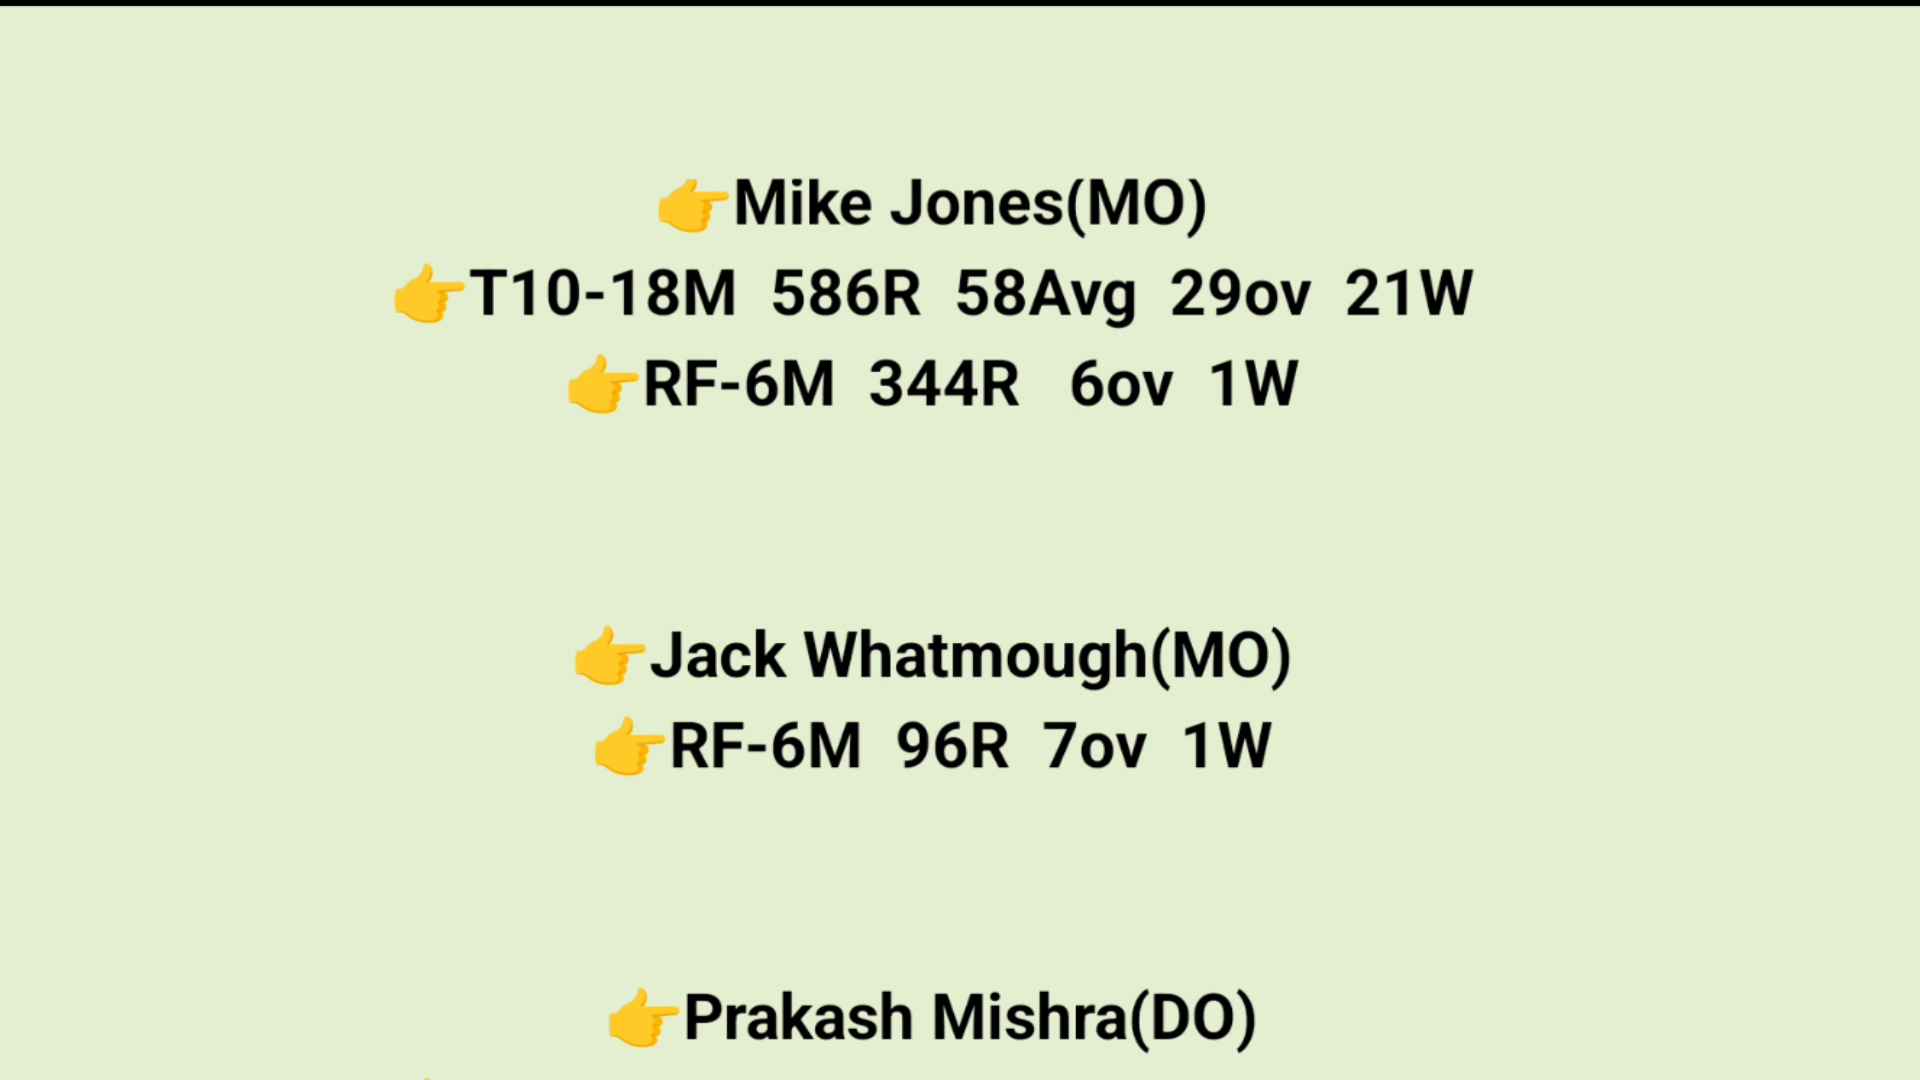 👉Mike Jones(MO)
👉T10-18M 586R 58Avg 29ov 21W
👉RF-6M 344R 6ov 1W
👉Jack Whatmough(MO)
👉RF-6M 96R 7ov 1W
👉Prakash Mishra(DO)